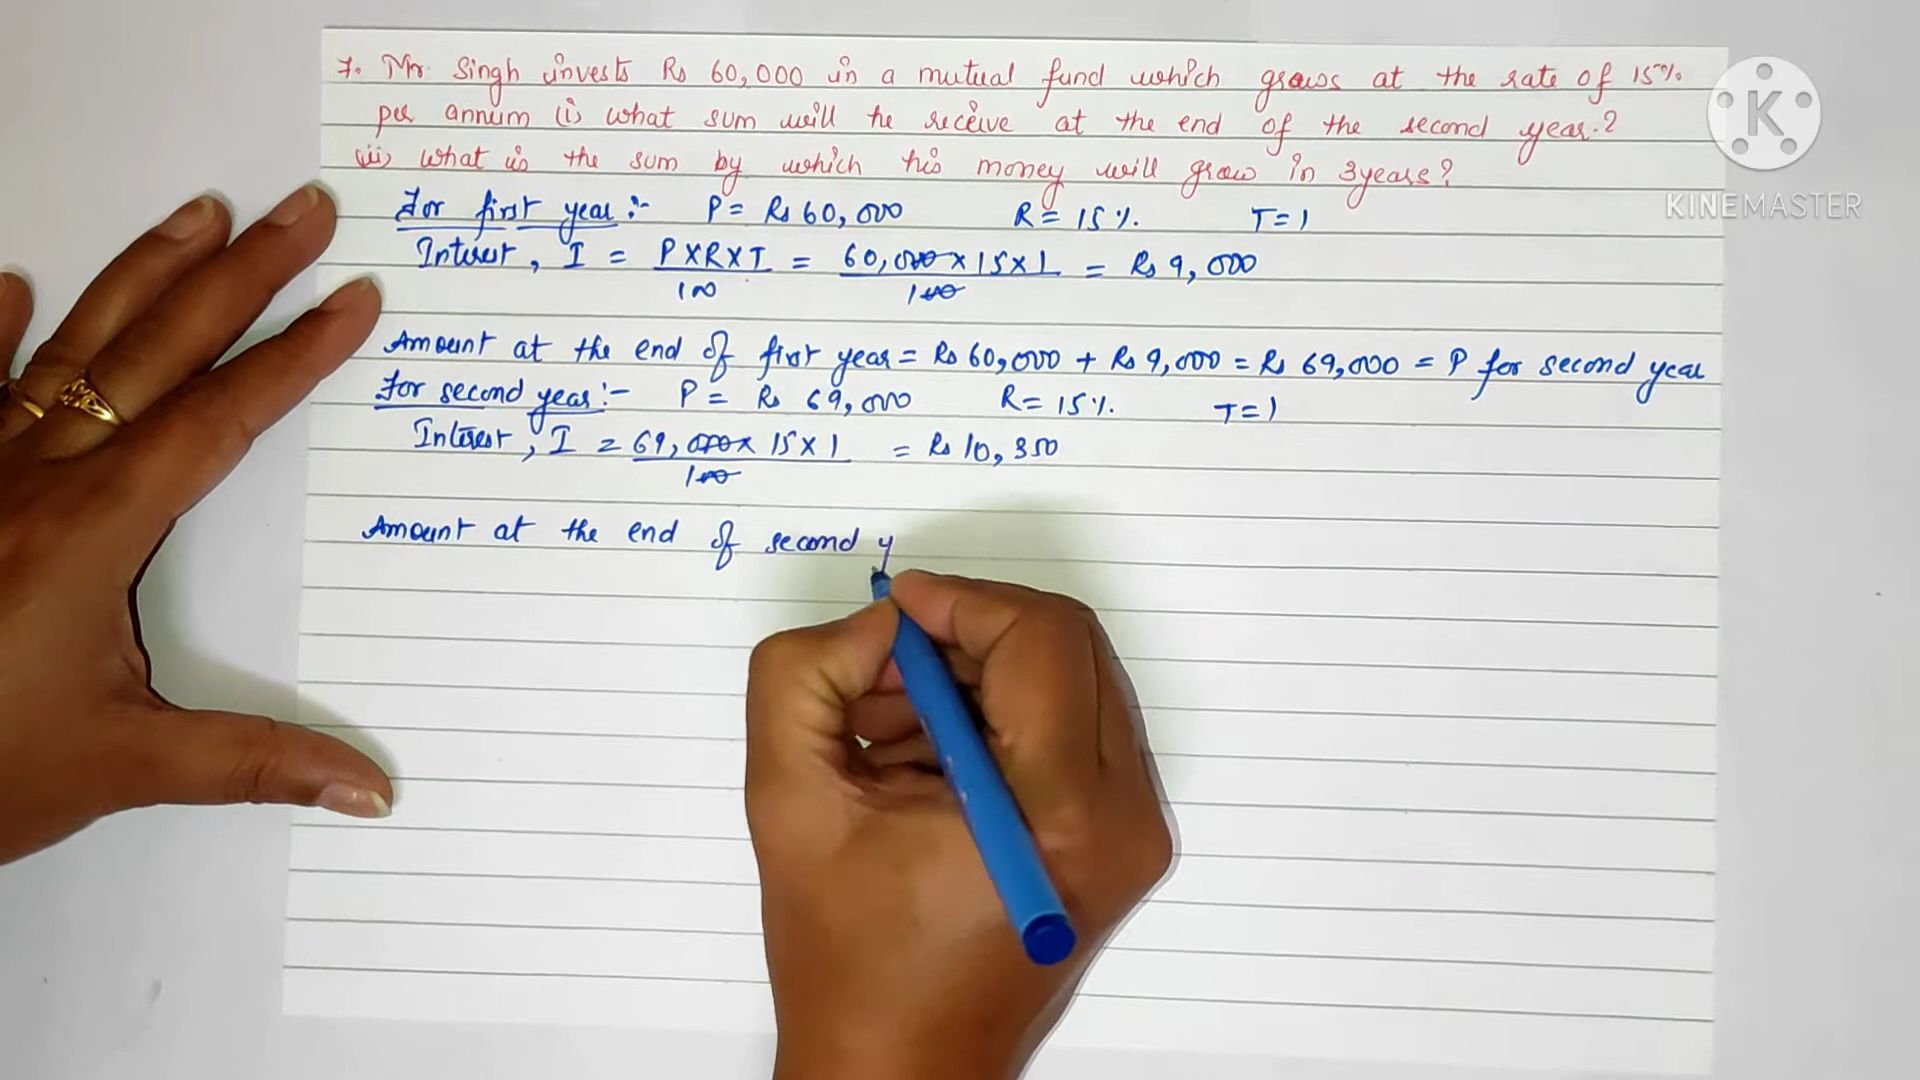 7. Mr. Singh invests Rs 60,000 in a mutual fund which grows at the rate of 15%
per annum (i) what sum will he receive at the end of the second year.?
(ii) what is the sum by which his money will grow in 3years?
For first year :- P = Rs 60,000 R = 15 %. T = 1
Interest, I = P X R X T / 100 = 60,000 x 15 x 1 / 100 = Rs 9,000
Amount at the end of first year = Rs 60,000 + Rs 9,000 = Rs 69,000 = P for second year
For second year :- P = Rs 69,000 R = 15 %. T = 1
Interest, I = 69,000 x 15 x 1 / 100 = Rs 10,350
Amount at the end of second y
K
KINEMASTER